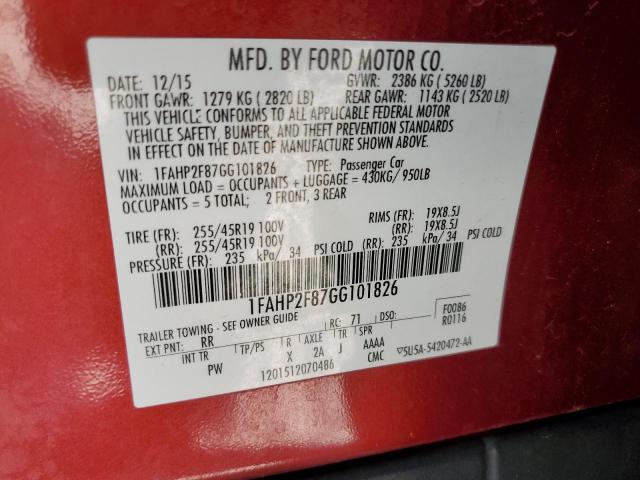 MFD. BY FORD MOTOR CO.
DATE: 12/15 GVWR: 2386 KG (5260 LB)
FRONT GAWR: 1279 KG (2820 LB) REAR GAWR: 1143 KG (2520 LB)
THIS VEHICLE CONFORMS TO ALL APPLICABLE FEDERAL MOTOR
VEHICLE SAFETY, BUMPER, AND THEFT PREVENTION STANDARDS
IN EFFECT ON THE DATE OF MANUFACTURE SHOWN ABOVE.
VIN: 1FAHP2F87GG101826 TYPE: Passenger Car
MAXIMUM LOAD = OCCUPANTS + LUGGAGE = 430KG/950LB
OCCUPANTS = 5 TOTAL; 2 FRONT, 3 REAR
TIRE (FR): 255/45R19 100V RIMS (FR): 19X8.5J
(RR): 255/45R19 100V (RR): 19X8.5J
PRESSURE (FR): 235 kPa/ 34 PSI COLD (RR): 235 kPa/ 34 PSI COLD
1FAHP2F87GG101826
TRAILER TOWING - SEE OWNER GUIDE RC: 71 DSO: F0086
EXT PNT: RR R0116
INT TR TP/PS R AXLE TR SPR
PW X 2A J AAAA 5U5A-5420472-AA
1201512070486 CMC